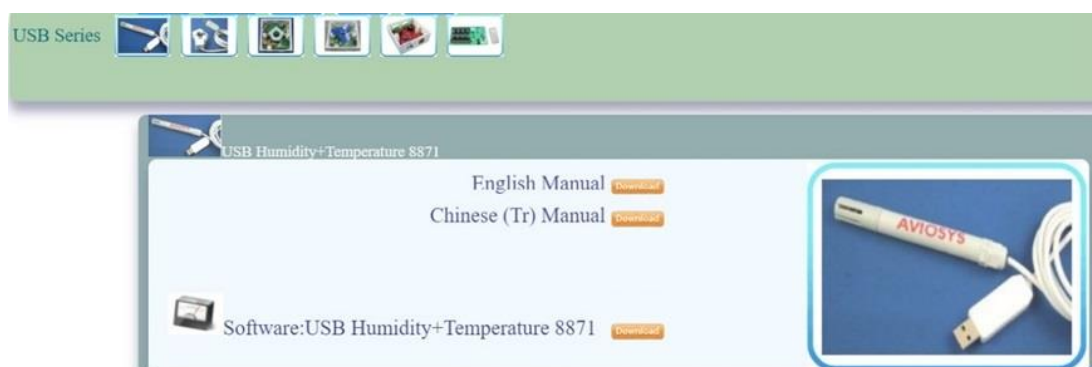 USB Series
USB Humidity+Temperature 8871
English Manual Download
Chinese (Tr) Manual Download
AVIOSYS
Software:USB Humidity+Temperature 8871 Download